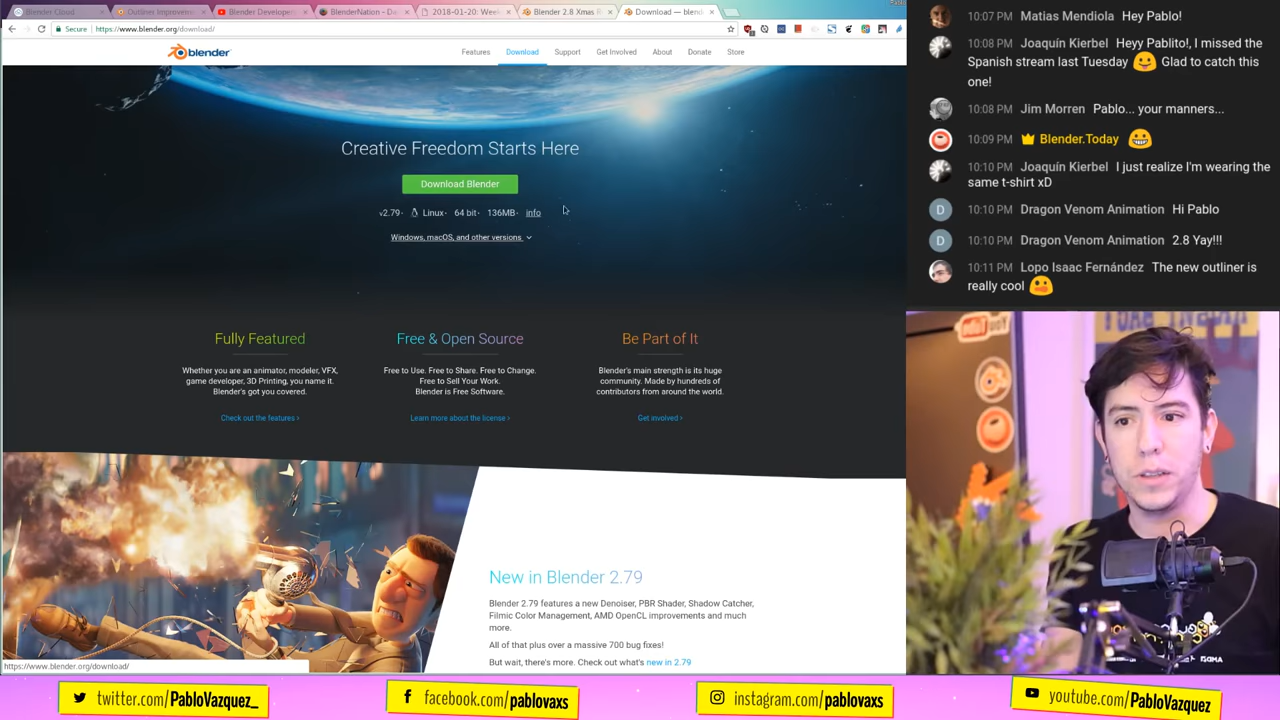 Blender Cloud
Outliner Improvem
Blender Develope
BlenderNation - Da
2018-01-20: Week
Blender 2.8 Xmas R
Download — blend
Secure
https://www.blender.org/download/
blender
Features
Download
Support
Get Involved
About
Donate
Store
Creative Freedom Starts Here
Download Blender
v2.79 · Linux · 64 bit · 136MB · info
Windows, macOS, and other versions
Fully Featured
Whether you are an animator, modeler, VFX,
game developer, 3D Printing, you name it.
Blender's got you covered.
Check out the features ›
Free & Open Source
Free to Use. Free to Share. Free to Change.
Free to Sell Your Work.
Blender is Free Software.
Learn more about the license ›
Be Part of It
Blender's main strength is its huge
community. Made by hundreds of
contributors from around the world.
Get involved ›
New in Blender 2.79
Blender 2.79 features a new Denoiser, PBR Shader, Shadow Catcher,
Filmic Color Management, AMD OpenCL improvements and much
more.
All of that plus over a massive 700 bug fixes!
But wait, there's more. Check out what's new in 2.79
https://www.blender.org/download/
10:07 PM Matias Mendiola Hey Pablo!
10:08 PM Joaquín Kierbel Heyy Pablito!, I missed the
Spanish stream last Tuesday Glad to catch this
one!
10:08 PM Jim Morren Pablo... your manners...
10:09 PM Blender.Today
10:10 PM Joaquín Kierbel I just realize I'm wearing the
same t-shirt xD
D 10:10 PM Dragon Venom Animation Hi Pablo
D 10:10 PM Dragon Venom Animation 2.8 Yay!!!
10:11 PM Lopo Isaac Fernández The new outliner is
really cool
twitter.com/PabloVazquez_
facebook.com/pablovaxs
instagram.com/pablovaxs
youtube.com/PabloVazquez